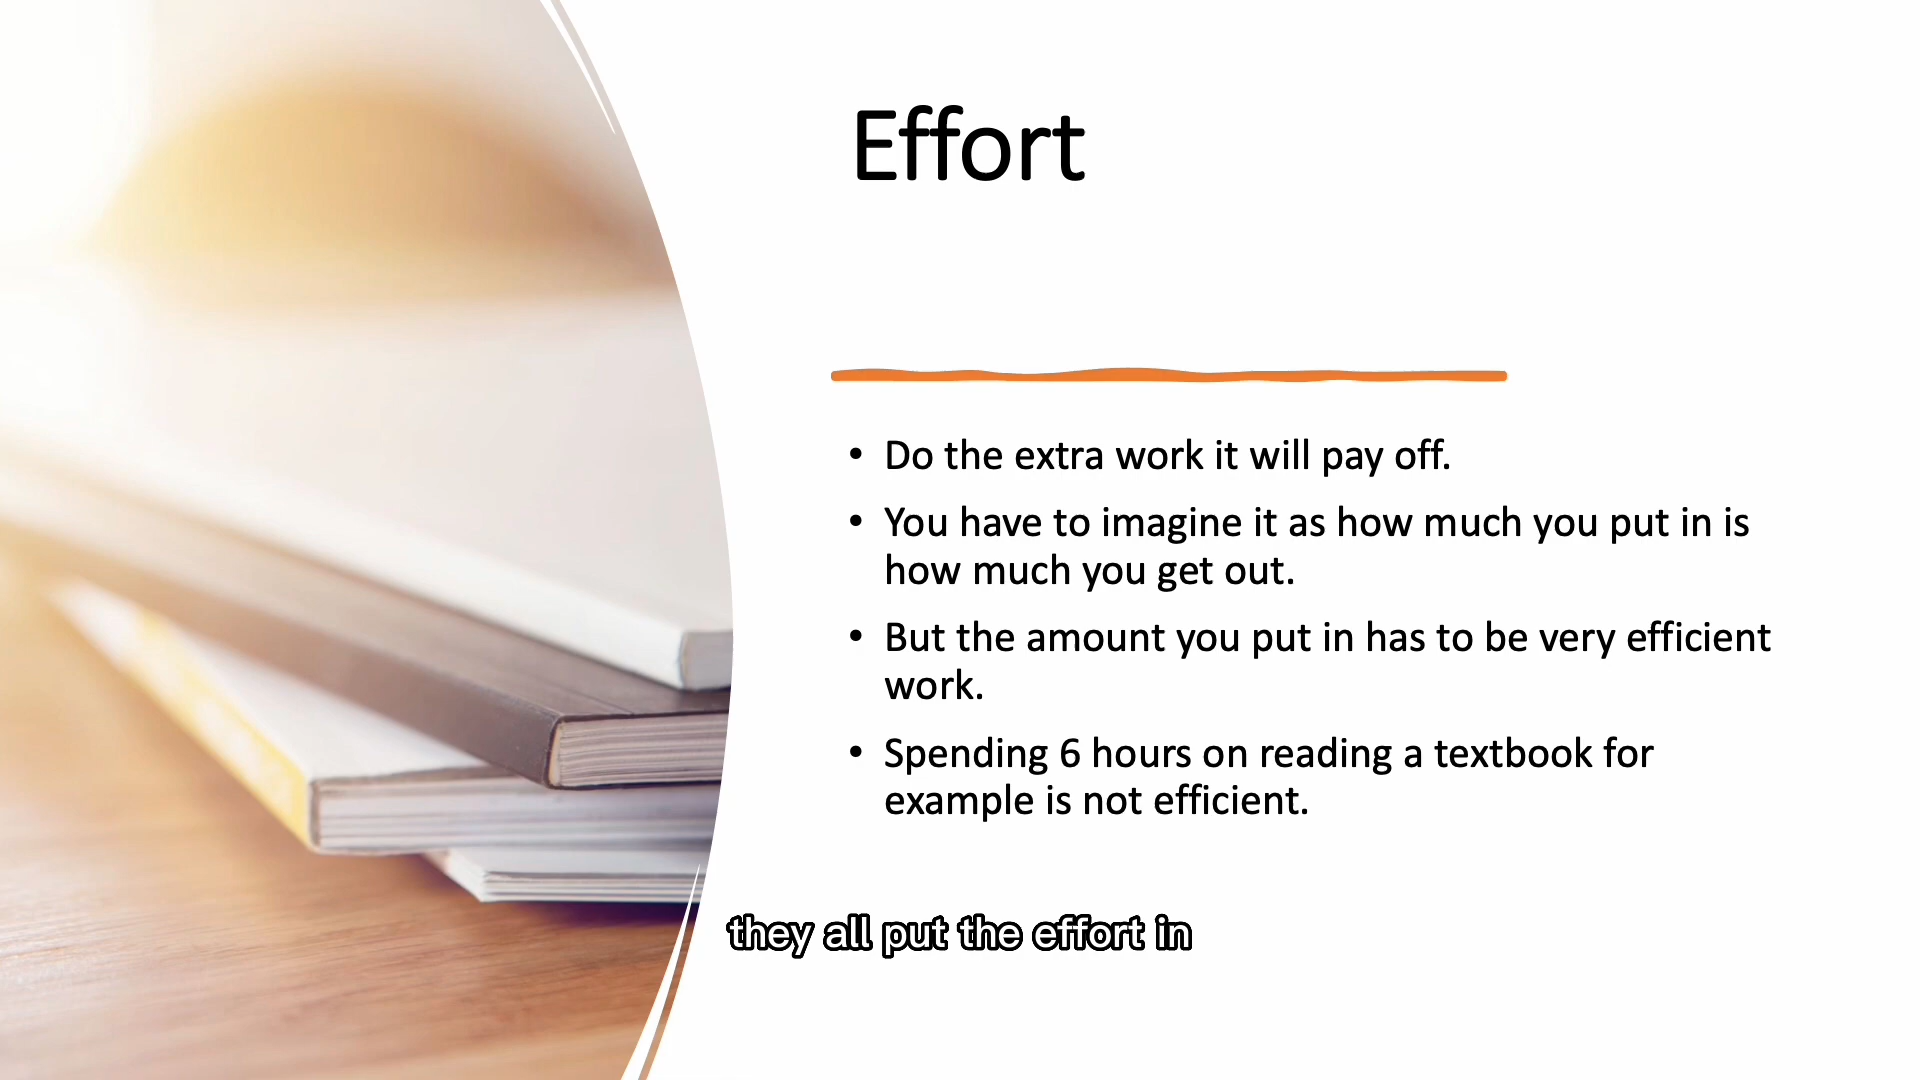 Effort
• Do the extra work it will pay off.
• You have to imagine it as how much you put in is
how much you get out.
• But the amount you put in has to be very efficient
work.
• Spending 6 hours on reading a textbook for
example is not efficient.
they all put the effort in